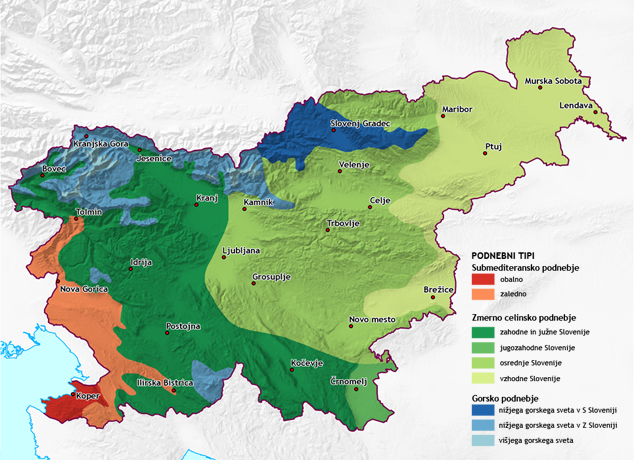 Murska Sobota
Lendava
Maribor
Slovenj Gradec
Ptuj
Kranjska Gora
Jesenice
Bovec
Velenje
Kranj
Kamnik
Celje
Tolmin
Trbovlje
Ljubljana
Idrija
Grosuplje
Nova Gorica
Brežice
Novo mesto
Postojna
Kočevje
Ilirska Bistrica
Črnomelj
Koper
PODNEBNI TIPI
Submediteransko podnebje
obalno
zaledno
Zmerno celinsko podnebje
zahodne in južne Slovenije
jugozahodne Slovenije
osrednje Slovenije
vzhodne Slovenije
Gorsko podnebje
nižjega gorskega sveta v S Sloveniji
nižjega gorskega sveta v Z Sloveniji
višjega gorskega sveta